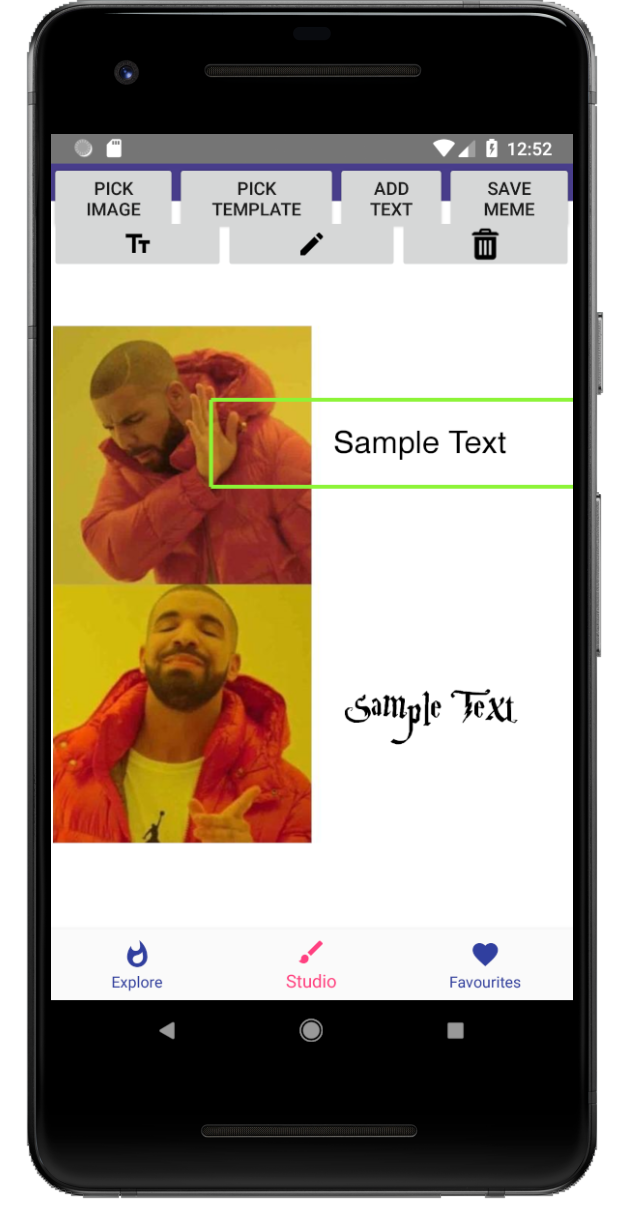 12:52
PICK IMAGE
PICK TEMPLATE
ADD TEXT
SAVE MEME
Tт
Sample Text
Sample Text
Explore
Studio
Favourites